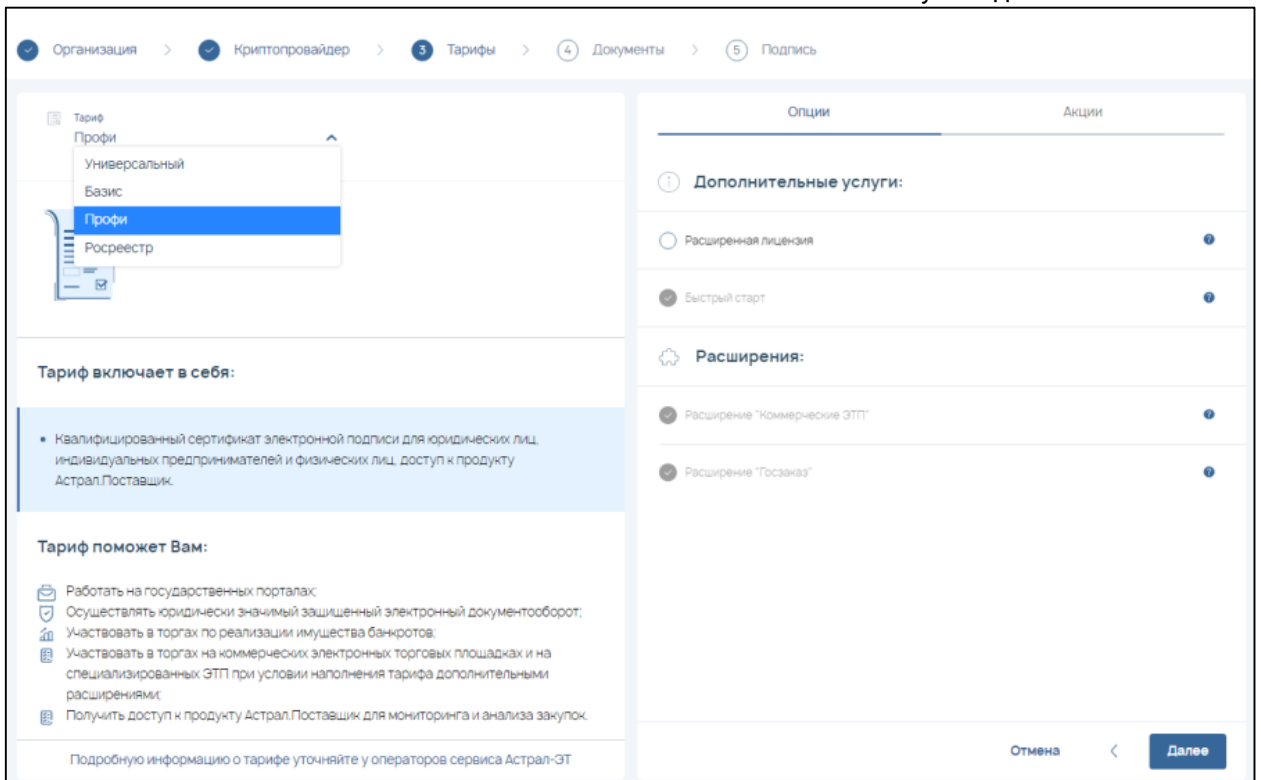 Организация > Криптопровайдер > 3 Тарифы > 4 Документы > 5 Подпись
Тариф
Профи
Универсальный
Базис
Профи
Росреестр
Тариф включает в себя:
• Квалифицированный сертификат электронной подписи для юридических лиц,
индивидуальных предпринимателей и физических лиц, доступ к продукту
Астрал.Поставщик.
Тариф поможет Вам:
Работать на государственных порталах;
Осуществлять юридически значимый защищенный электронный документооборот;
Участвовать в торгах по реализации имущества банкротов;
Участвовать в торгах на коммерческих электронных торговых площадках и на
специализированных ЭТП при условии наполнения тарифа дополнительными
расширениями;
Получить доступ к продукту Астрал.Поставщик для мониторинга и анализа закупок.
Подробную информацию о тарифе уточняйте у операторов сервиса Астрал-ЭТ
Опции Акции
Дополнительные услуги:
Расширенная лицензия ?
Быстрый старт ?
Расширения:
Расширение "Коммерческие ЭТП" ?
Расширение "Госзаказ" ?
Отмена < Далее